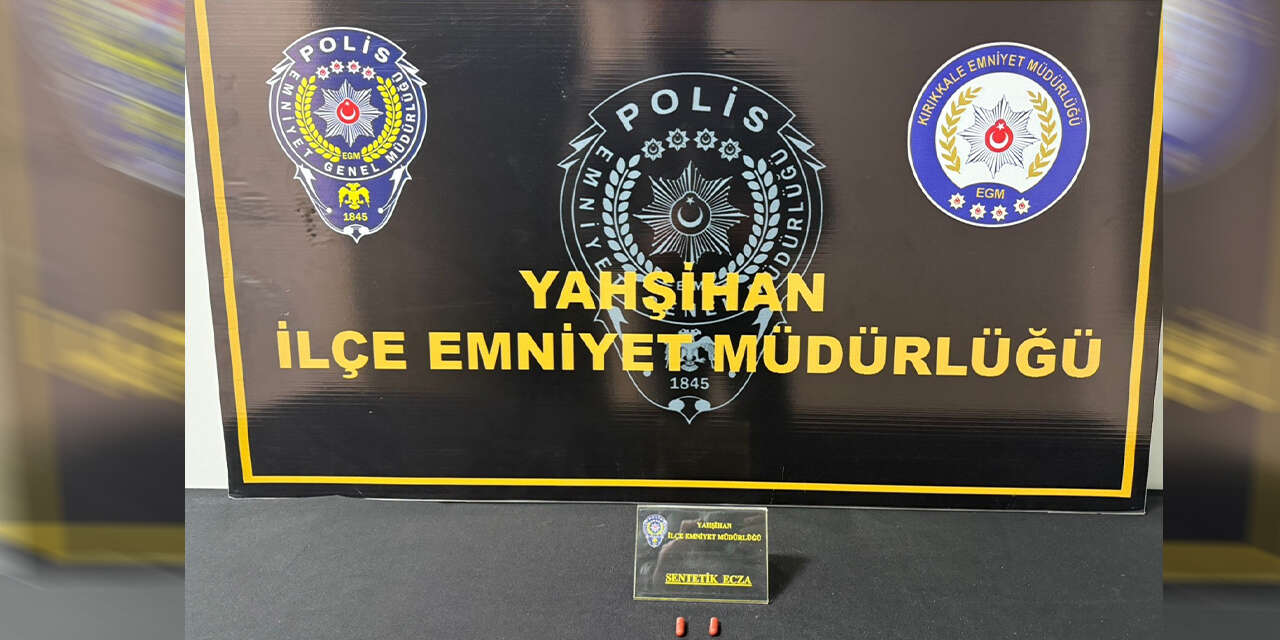 POLİS
EMNİYET GENEL MÜDÜRLÜĞÜ
EGM
1845
POLİS
EMNİYET GENEL MÜDÜRLÜĞÜ
EGM
1845
KIRIKKALE EMNİYET MÜDÜRLÜĞÜ
EGM
YAHŞİHAN
İLÇE EMNİYET MÜDÜRLÜĞÜ
YAHŞİHAN
İLÇE EMNİYET MÜDÜRLÜĞÜ
SENTETİK ECZA